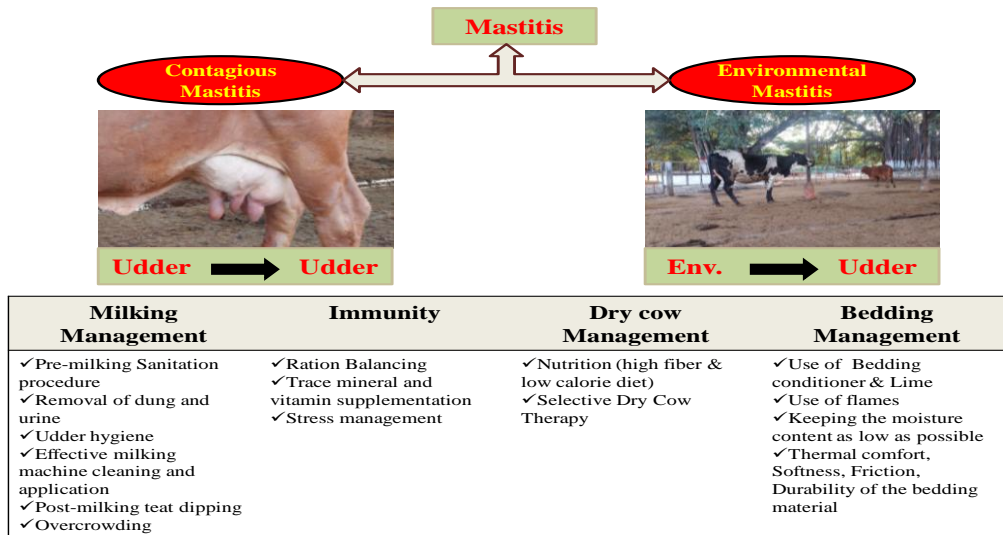 Mastitis
Contagious
Mastitis
Environmental
Mastitis
Udder Udder
Env. Udder
Milking
Management
✓Pre-milking Sanitation
procedure
✓Removal of dung and
urine
✓Udder hygiene
✓Effective milking
machine cleaning and
application
✓Post-milking teat dipping
✓Overcrowding
Immunity
✓Ration Balancing
✓Trace mineral and
vitamin supplementation
✓Stress management
Dry cow
Management
✓Nutrition (high fiber &
low calorie diet)
✓Selective Dry Cow
Therapy
Bedding
Management
✓Use of Bedding
conditioner & Lime
✓Use of flames
✓Keeping the moisture
content as low as possible
✓Thermal comfort,
Softness, Friction,
Durability of the bedding
material